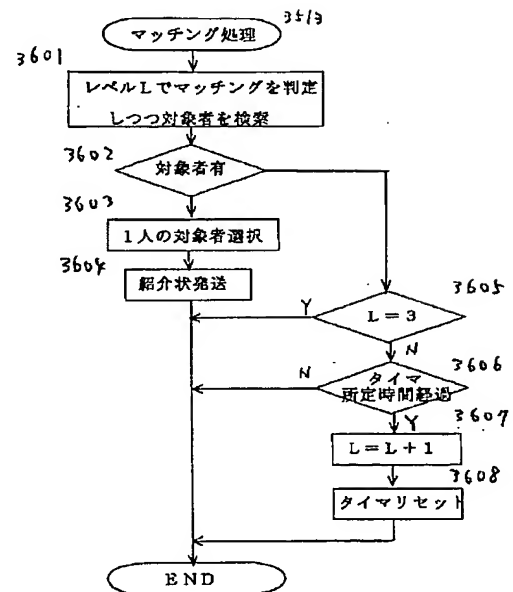 マッチング処理
3513
3601
レベルLでマッチングを判定
しつつ対象者を検索
3602
対象者有
3603
1人の対象者選択
3604
紹介状発送
3605
Y
L=3
N
3606
N
タイマ
所定時間経過
3607
Y
L=L+1
3608
タイマリセット
END